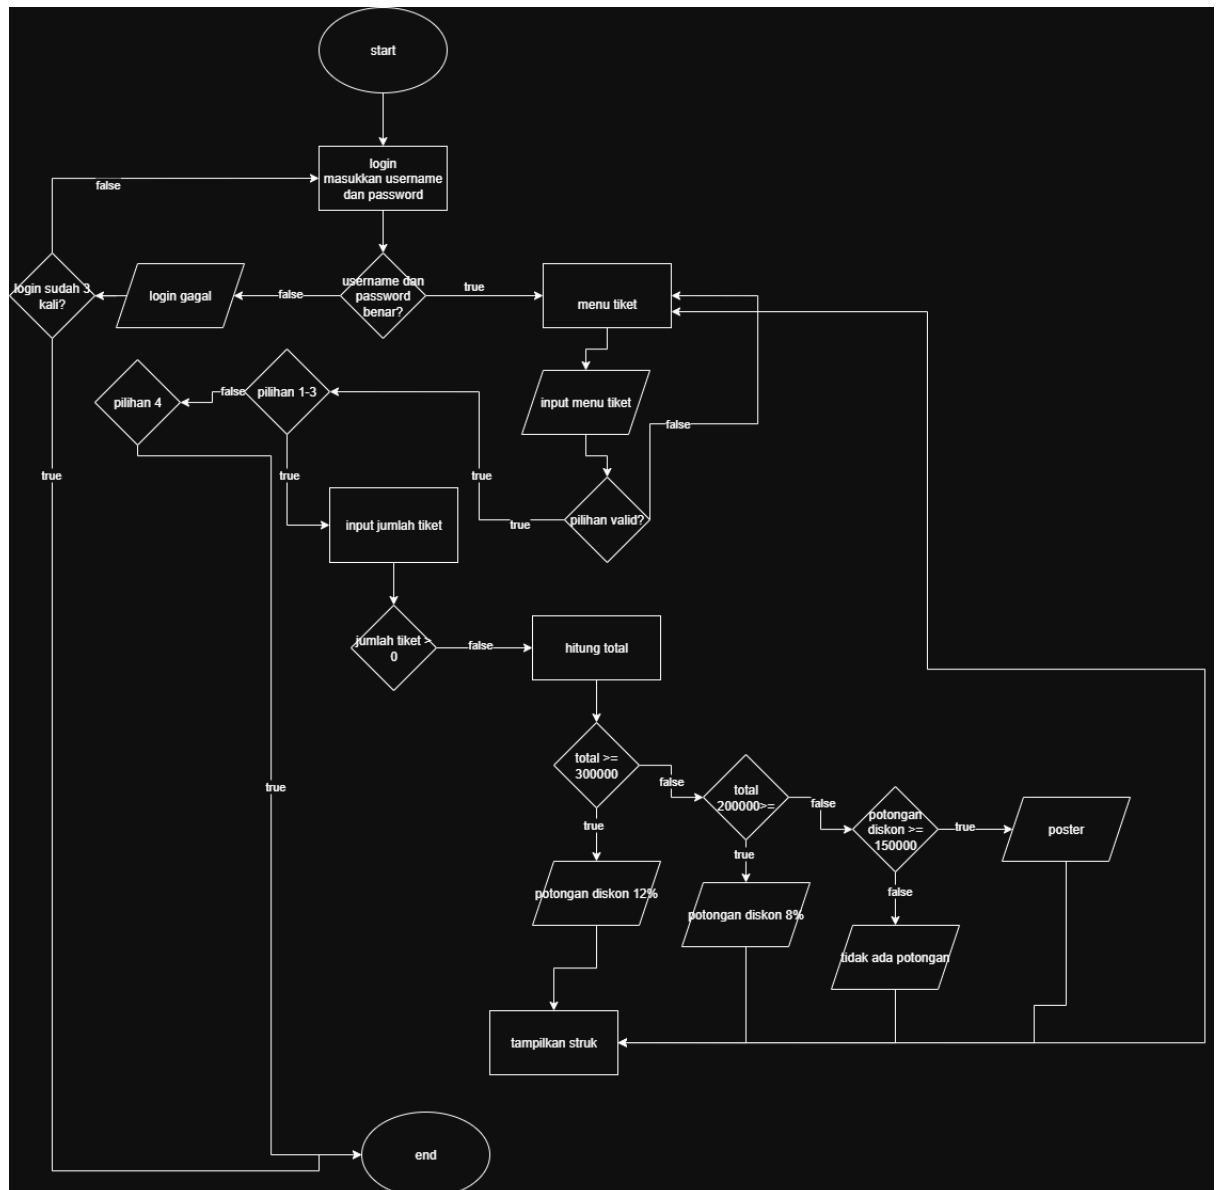 start
login
masukkan username
dan password
false
login sudah 3
kali?
login gagal
false
username dan
password
benar?
true
menu tiket
pilihan 4
false
pilihan 1-3
input menu tiket
false
true
true
true
true
pilihan valid?
input jumlah tiket
jumlah tiket >
0
false
hitung total
total >=
300000
false
total
200000>=
false
potongan
diskon >=
150000
true
poster
true
true
true
false
potongan diskon 12%
potongan diskon 8%
tidak ada potongan
tampilkan struk
end